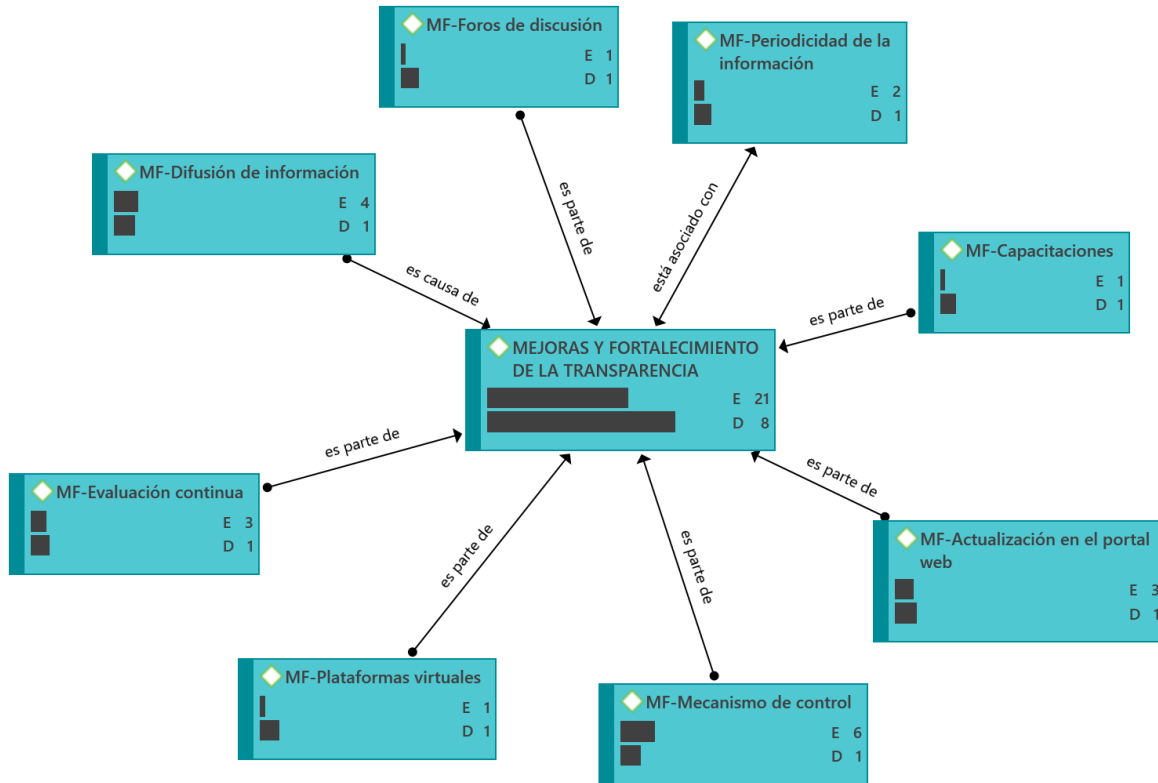 MF-Foros de discusión
E 1
D 1
MF-Periodicidad de la
información
E 2
D 1
MF-Difusión de información
E 4
D 1
es parte de
está asociado con
es causa de
MF-Capacitaciones
E 1
D 1
es parte de
MEJORAS Y FORTALECIMIENTO
DE LA TRANSPARENCIA
E 21
D 8
es parte de
es parte de
MF-Evaluación continua
E 3
D 1
es parte de
es parte de
MF-Actualización en el portal
web
E 3
D 1
MF-Plataformas virtuales
E 1
D 1
MF-Mecanismo de control
E 6
D 1